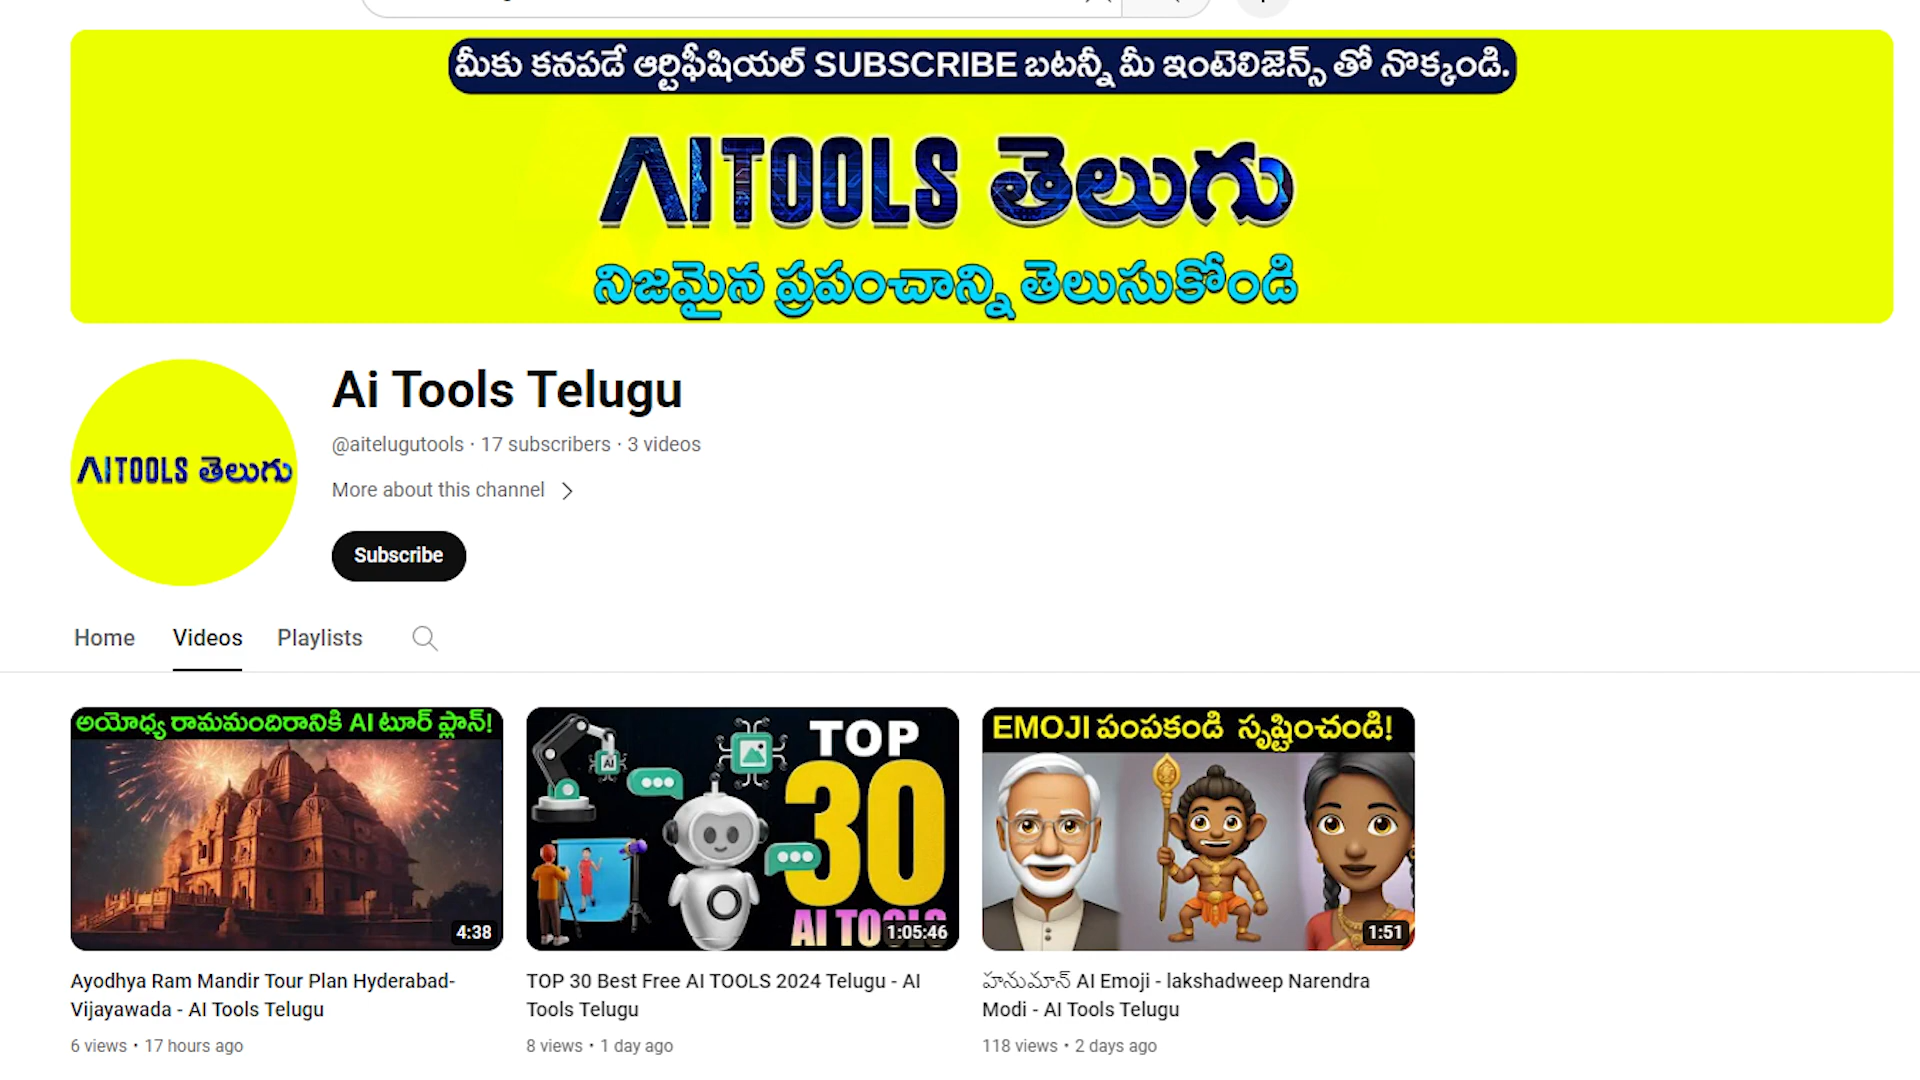 మీకు కనపడే ఆర్టిఫీషియల్ SUBSCRIBE బటన్నీ మీ ఇంటెలిజెన్స్ తో నొక్కండి.
AITOOLS తెలుగు
నిజమైన ప్రపంచాన్ని తెలుసుకోండి
AITOOLS తెలుగు
Ai Tools Telugu
@aitelugutools · 17 subscribers · 3 videos
More about this channel
Subscribe
Home Videos Playlists
అయోధ్య రామమందిరానికి AI టూర్ ప్లాన్!
4:38
Ayodhya Ram Mandir Tour Plan Hyderabad-
Vijayawada - AI Tools Telugu
6 views • 17 hours ago
AI
TOP
30
AI TOOLS
1:05:46
TOP 30 Best Free AI TOOLS 2024 Telugu - AI
Tools Telugu
8 views • 1 day ago
EMOJI పంపకండి సృష్టించండి!
1:51
హనుమాన్ AI Emoji - lakshadweep Narendra
Modi - AI Tools Telugu
118 views • 2 days ago